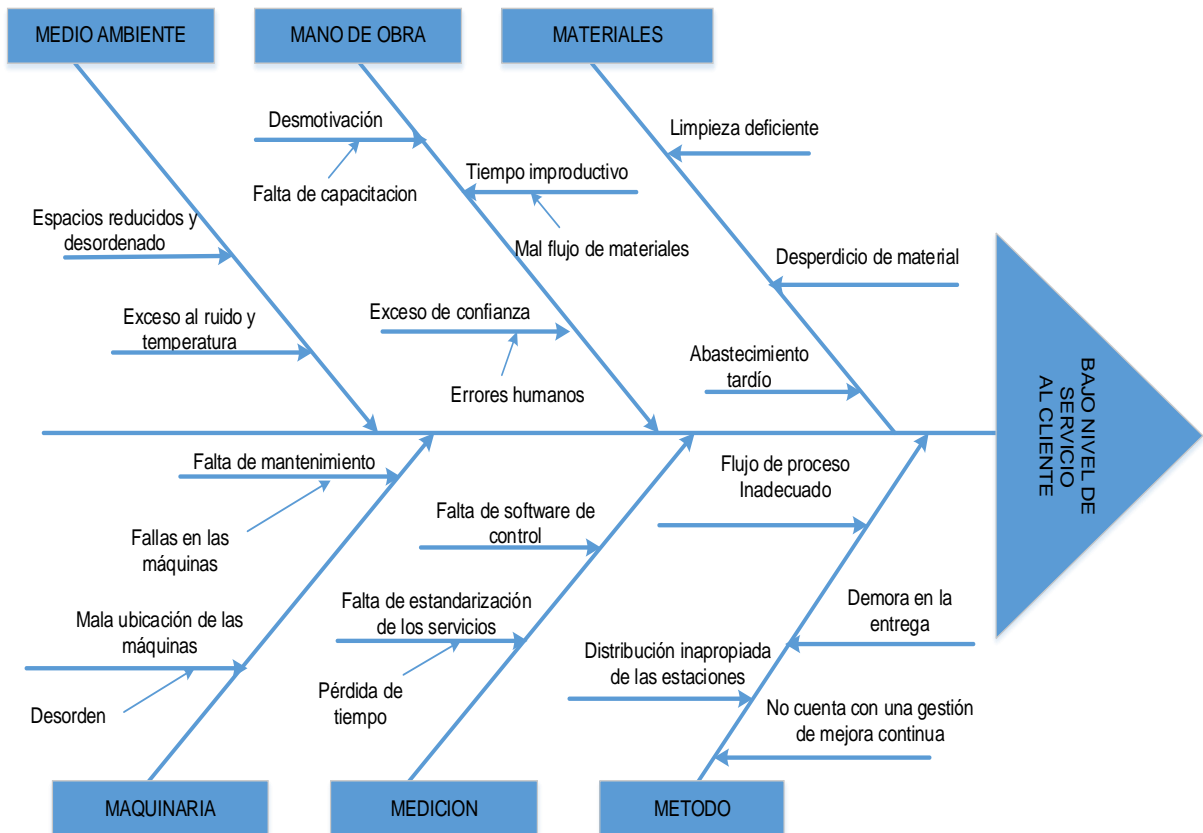 MEDIO AMBIENTE
MANO DE OBRA
MATERIALES
Desmotivación
Falta de capacitacion
Tiempo improductivo
Mal flujo de materiales
Limpieza deficiente
Espacios reducidos y
desordenado
Exceso al ruido y
temperatura
Exceso de confianza
Errores humanos
Desperdicio de material
Abastecimiento
tardío
BAJO NIVEL DE
SERVICIO
AL CLIENTE
Falta de mantenimiento
Fallas en las
máquinas
Mala ubicación de las
máquinas
Desorden
Falta de software de
control
Falta de estandarización
de los servicios
Pérdida de
tiempo
Flujo de proceso
Inadecuado
Demora en la
entrega
Distribución inapropiada
de las estaciones
No cuenta con una gestión
de mejora continua
MAQUINARIA
MEDICION
METODO